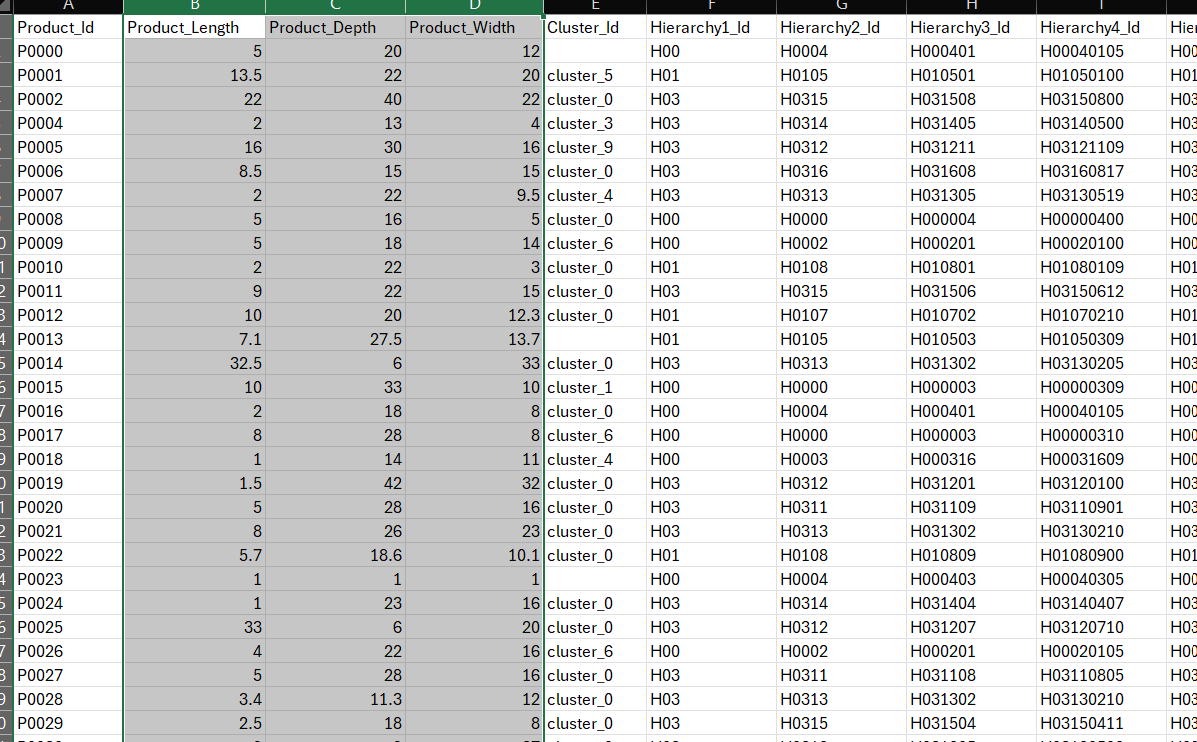 A B C D E F G H I
Product_Id Product_Length Product_Depth Product_Width Cluster_Id Hierarchy1_Id Hierarchy2_Id Hierarchy3_Id Hierarchy4_Id Hier
P0000 5 20 12 H00 H0004 H000401 H00040105 H00
P0001 13.5 22 20 cluster_5 H01 H0105 H010501 H01050100 H01
P0002 22 40 22 cluster_0 H03 H0315 H031508 H03150800 H03
P0004 2 13 4 cluster_3 H03 H0314 H031405 H03140500 H03
P0005 16 30 16 cluster_9 H03 H0312 H031211 H03121109 H03
P0006 8.5 15 15 cluster_0 H03 H0316 H031608 H03160817 H03
P0007 2 22 9.5 cluster_4 H03 H0313 H031305 H03130519 H03
P0008 5 16 5 cluster_0 H00 H0000 H000004 H00000400 H00
P0009 5 18 14 cluster_6 H00 H0002 H000201 H00020100 H00
P0010 2 22 3 cluster_0 H01 H0108 H010801 H01080109 H01
P0011 9 22 15 cluster_0 H03 H0315 H031506 H03150612 H03
P0012 10 20 12.3 cluster_0 H01 H0107 H010702 H01070210 H01
P0013 7.1 27.5 13.7 H01 H0105 H010503 H01050309 H01
P0014 32.5 6 33 cluster_0 H03 H0313 H031302 H03130205 H03
P0015 10 33 10 cluster_1 H00 H0000 H000003 H00000309 H00
P0016 2 18 8 cluster_0 H00 H0004 H000401 H00040105 H00
P0017 8 28 8 cluster_6 H00 H0000 H000003 H00000310 H00
P0018 1 14 11 cluster_4 H00 H0003 H000316 H00031609 H00
P0019 1.5 42 32 cluster_0 H03 H0312 H031201 H03120100 H03
P0020 5 28 16 cluster_0 H03 H0311 H031109 H03110901 H03
P0021 8 26 23 cluster_0 H03 H0313 H031302 H03130210 H03
P0022 5.7 18.6 10.1 cluster_0 H01 H0108 H010809 H01080900 H01
P0023 1 1 1 H00 H0004 H000403 H00040305 H00
P0024 1 23 16 cluster_0 H03 H0314 H031404 H03140407 H03
P0025 33 6 20 cluster_0 H03 H0312 H031207 H03120710 H03
P0026 4 22 16 cluster_6 H00 H0002 H000201 H00020105 H00
P0027 5 28 16 cluster_0 H03 H0311 H031108 H03110805 H03
P0028 3.4 11.3 12 cluster_0 H03 H0313 H031302 H03130210 H03
P0029 2.5 18 8 cluster_0 H03 H0315 H031504 H03150411 H03